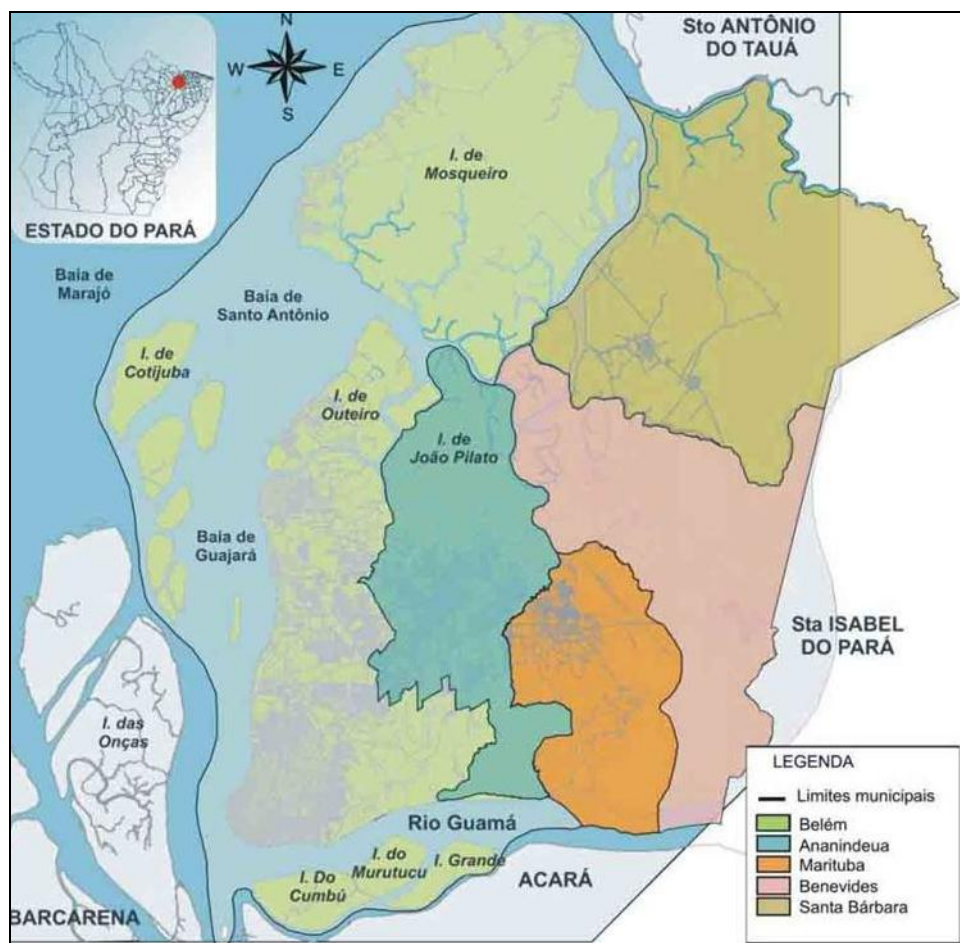 N
W
E
S
ESTADO DO PARÁ
Sto ANTÔNIO
DO TAUÁ
I. de
Mosqueiro
Baia de
Marajó
Baia de
Santo Antônio
I. de
Cotijuba
I. de
Outeiro
I. de
João Pilato
Baia de
Guajará
Sta ISABEL
DO PARÁ
I. das
Onças
Rio Guamá
I. do
Murutucu
I. Grande
I. Do
Cumbú
ACARÁ
BARCARENA
LEGENDA
Limites municipais
Belém
Ananindeua
Marituba
Benevides
Santa Bárbara